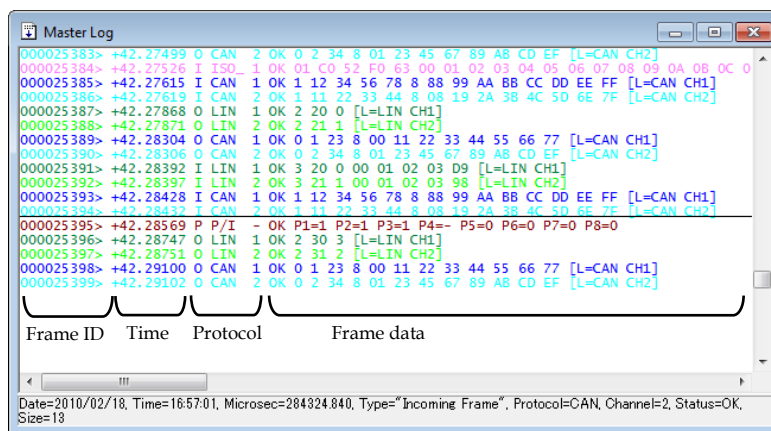 Master Log
000025383> +42.27499 O CAN 2 OK 0 2 34 8 01 23 45 67 89 AB CD EF [L=CAN CH2]
000025384> +42.27526 I ISO_ 1 OK 01 C0 52 F0 63 00 01 02 03 04 05 06 07 08 09 0A 0B 0C 0
000025385> +42.27615 I CAN 1 OK 1 12 34 56 78 8 88 99 AA BB CC DD EE FF [L=CAN CH1]
000025386> +42.27619 I CAN 2 OK 1 11 22 33 44 8 08 19 2A 3B 4C 5D 6E 7F [L=CAN CH2]
000025387> +42.27868 O LIN 1 OK 2 20 0 [L=LIN CH1]
000025388> +42.27871 O LIN 2 OK 2 21 1 [L=LIN CH2]
000025389> +42.28304 O CAN 1 OK 0 1 23 8 00 11 22 33 44 55 66 77 [L=CAN CH1]
000025390> +42.28306 O CAN 2 OK 0 2 34 8 01 23 45 67 89 AB CD EF [L=CAN CH2]
000025391> +42.28392 I LIN 1 OK 3 20 0 00 01 02 03 D9 [L=LIN CH1]
000025392> +42.28397 I LIN 2 OK 3 21 1 00 01 02 03 98 [L=LIN CH2]
000025393> +42.28428 I CAN 1 OK 1 12 34 56 78 8 88 99 AA BB CC DD EE FF [L=CAN CH1]
000025394> +42.28432 I CAN 2 OK 1 11 22 33 44 8 08 19 2A 3B 4C 5D 6E 7F [L=CAN CH2]
000025395> +42.28569 P P/I - OK P1=1 P2=1 P3=1 P4=- P5=0 P6=0 P7=0 P8=0
000025396> +42.28747 O LIN 1 OK 2 30 3 [L=LIN CH1]
000025397> +42.28751 O LIN 2 OK 2 31 2 [L=LIN CH2]
000025398> +42.29100 O CAN 1 OK 0 1 23 8 00 11 22 33 44 55 66 77 [L=CAN CH1]
000025399> +42.29102 O CAN 2 OK 0 2 34 8 01 23 45 67 89 AB CD EF [L=CAN CH2]
Frame ID Time Protocol Frame data
Date=2010/02/18, Time=16:57:01, Microsec=284324.840, Type="Incoming Frame", Protocol=CAN, Channel=2, Status=OK,
Size=13